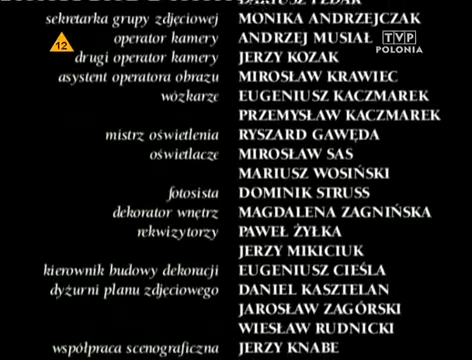 sekretarka grupy zdjęciowej MONIKA ANDRZEJCZAK
operator kamery ANDRZEJ MUSIAŁ
drugi operator kamery JERZY KOZAK
asystent operatora obrazu MIROSŁAW KRAWIEC
wózkarze EUGENIUSZ KACZMAREK
PRZEMYSŁAW KACZMAREK
mistrz oświetlenia RYSZARD GAWĘDA
oświetlacze MIROSŁAW SAS
MARIUSZ WOSIŃSKI
fotosista DOMINIK STRUSS
dekorator wnętrz MAGDALENA ZAGNIŃSKA
rekwizytorzy PAWEŁ ŻYŁKA
JERZY MIKICIUK
kierownik budowy dekoracji EUGENIUSZ CIEŚLA
dyżurni planu zdjęciowego DANIEL KASZTELAN
JAROSŁAW ZAGÓRSKI
WIESŁAW RUDNICKI
współpraca scenograficzna JERZY KNABE
12
TVP
POLONIA